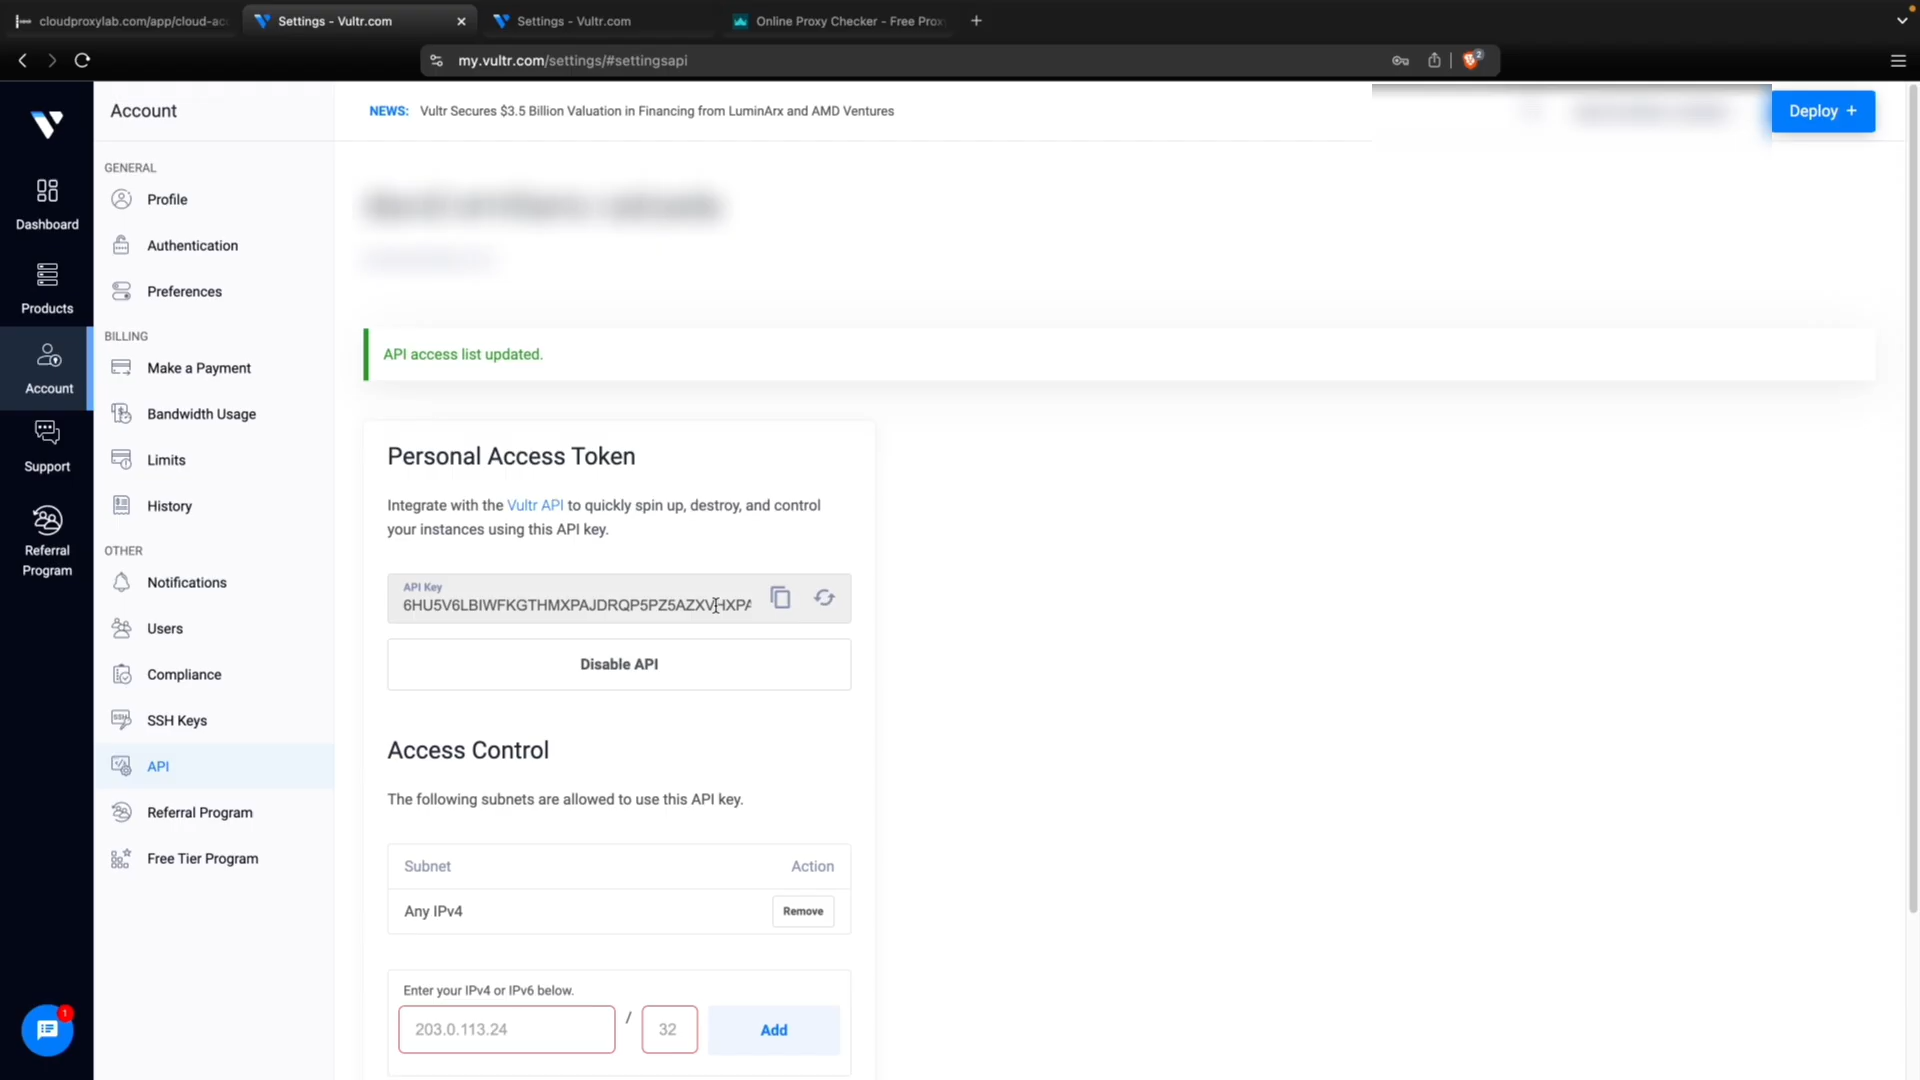 cloudproxylab.com/app/cloud-acc
Settings - Vultr.com
Settings - Vultr.com
Online Proxy Checker - Free Prox
my.vultr.com/settings/#settingsapi
2
Account
NEWS: Vultr Secures $3.5 Billion Valuation in Financing from LuminArx and AMD Ventures
Deploy +
Dashboard
Products
Account
Support
Referral
Program
1
GENERAL
Profile
Authentication
Preferences
BILLING
Make a Payment
Bandwidth Usage
Limits
History
OTHER
Notifications
Users
Compliance
SSH Keys
API
Referral Program
Free Tier Program
API access list updated.
Personal Access Token
Integrate with the Vultr API to quickly spin up, destroy, and control
your instances using this API key.
API Key
6HU5V6LBIWFKGTHMXPAJDRQP5PZ5AZXVHXPA
Disable API
Access Control
The following subnets are allowed to use this API key.
Subnet Action
Any IPv4 Remove
Enter your IPv4 or IPv6 below.
203.0.113.24 / 32 Add